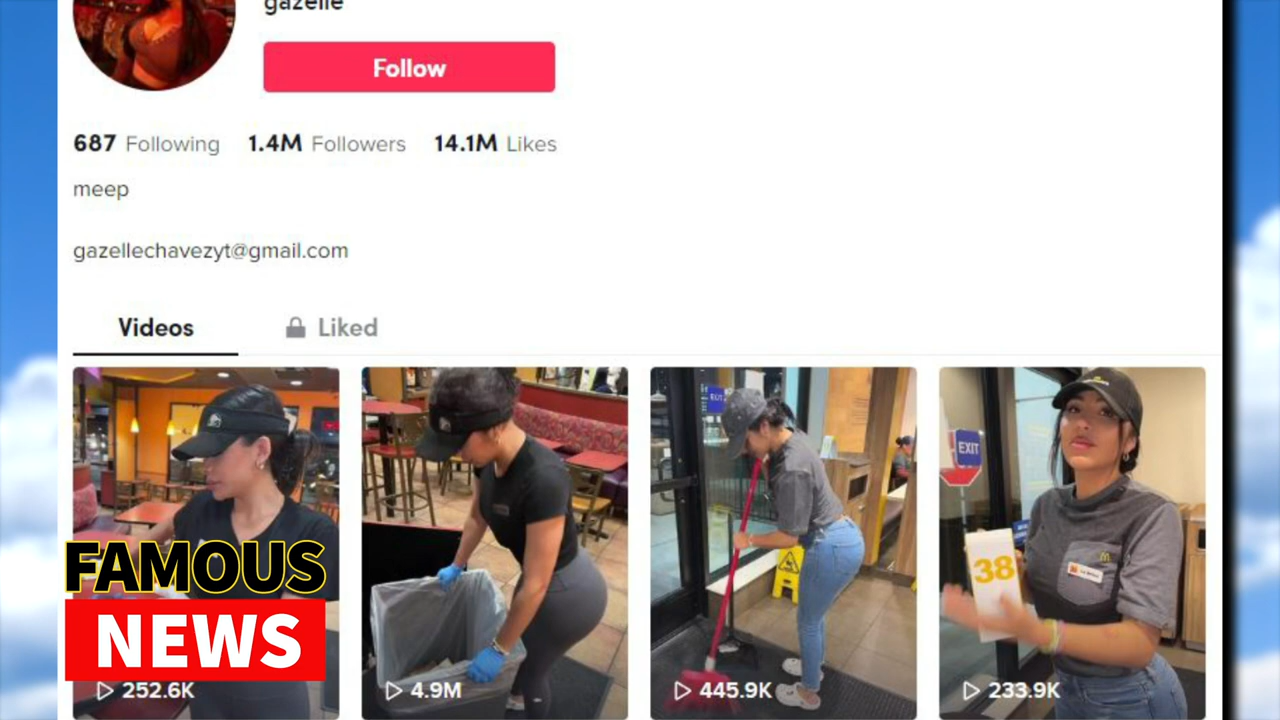 gazelle
Follow
687 Following 1.4M Followers 14.1M Likes
meep
gazellechavezyt@gmail.com
Videos Liked
EXIT
EXIT
38
FAMOUS
NEWS
252.6K 4.9M 445.9K 233.9K